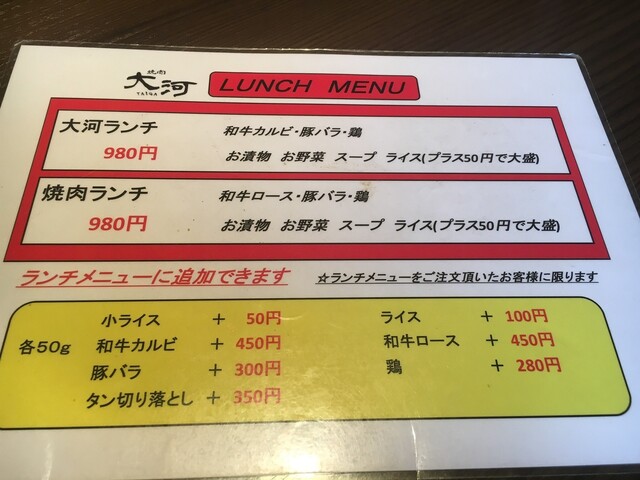 焼肉
大河
TAIGA
LUNCH MENU
大河ランチ 和牛カルビ・豚バラ・鶏
980円 お漬物 お野菜 スープ ライス(プラス50円で大盛)
焼肉ランチ 和牛ロース・豚バラ・鶏
980円 お漬物 お野菜 スープ ライス(プラス50円で大盛)
ランチメニューに追加できます ☆ランチメニューをご注文頂いたお客様に限ります
小ライス + 50円 ライス + 100円
各50g 和牛カルビ + 450円 和牛ロース + 450円
豚バラ + 300円 鶏 + 280円
タン切り落とし + 350円